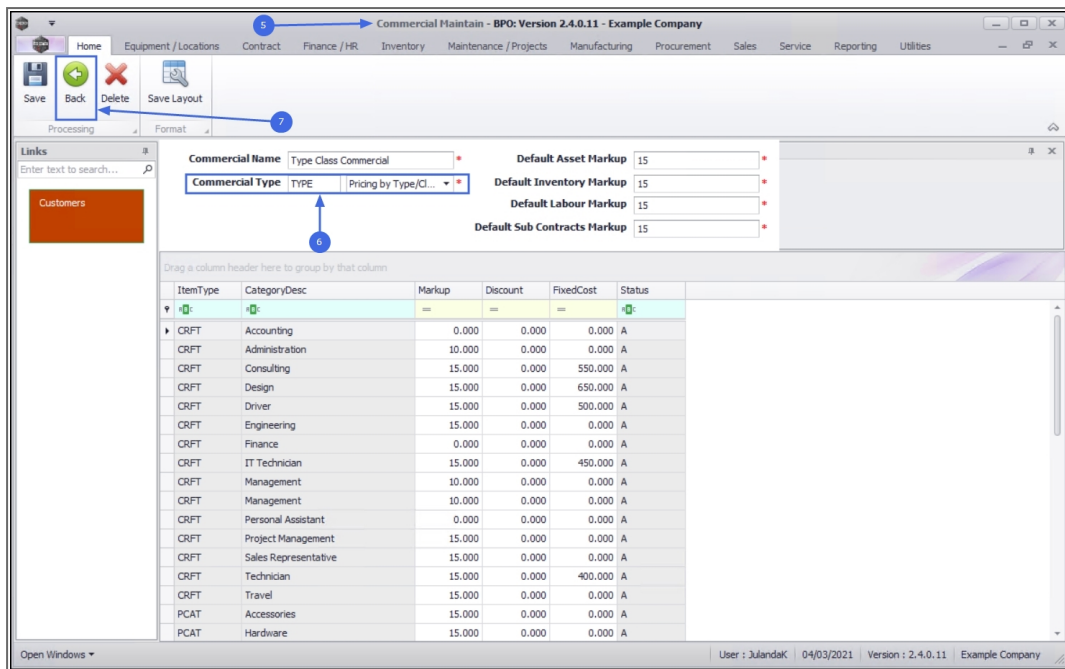 5
Commercial Maintain - BPO: Version 2.4.0.11 - Example Company
Home Equipment / Locations Contract Finance / HR Inventory Maintenance / Projects Manufacturing Procurement Sales Service Reporting Utilities
Save Back Delete Save Layout
7
Processing Format
Links
Enter text to search...
Customers
Commercial Name Type Class Commercial * Default Asset Markup 15 *
Commercial Type TYPE Pricing by Type/Cl... * Default Inventory Markup 15 *
Default Labour Markup 15 *
Default Sub Contracts Markup 15 *
6
Drag a column header here to group by that column
ItemType CategoryDesc Markup Discount FixedCost Status
= = =
CRFT Accounting 0.000 0.000 0.000 A
CRFT Administration 10.000 0.000 0.000 A
CRFT Consulting 15.000 0.000 550.000 A
CRFT Design 15.000 0.000 650.000 A
CRFT Driver 15.000 0.000 500.000 A
CRFT Engineering 15.000 0.000 0.000 A
CRFT Finance 0.000 0.000 0.000 A
CRFT IT Technician 15.000 0.000 450.000 A
CRFT Management 10.000 0.000 0.000 A
CRFT Management 10.000 0.000 0.000 A
CRFT Personal Assistant 0.000 0.000 0.000 A
CRFT Project Management 15.000 0.000 0.000 A
CRFT Sales Representative 15.000 0.000 0.000 A
CRFT Technician 15.000 0.000 400.000 A
CRFT Travel 15.000 0.000 0.000 A
PCAT Accessories 15.000 0.000 0.000 A
PCAT Hardware 15.000 0.000 0.000 A
Open Windows User : JulandaK 04/03/2021 Version : 2.4.0.11 Example Company